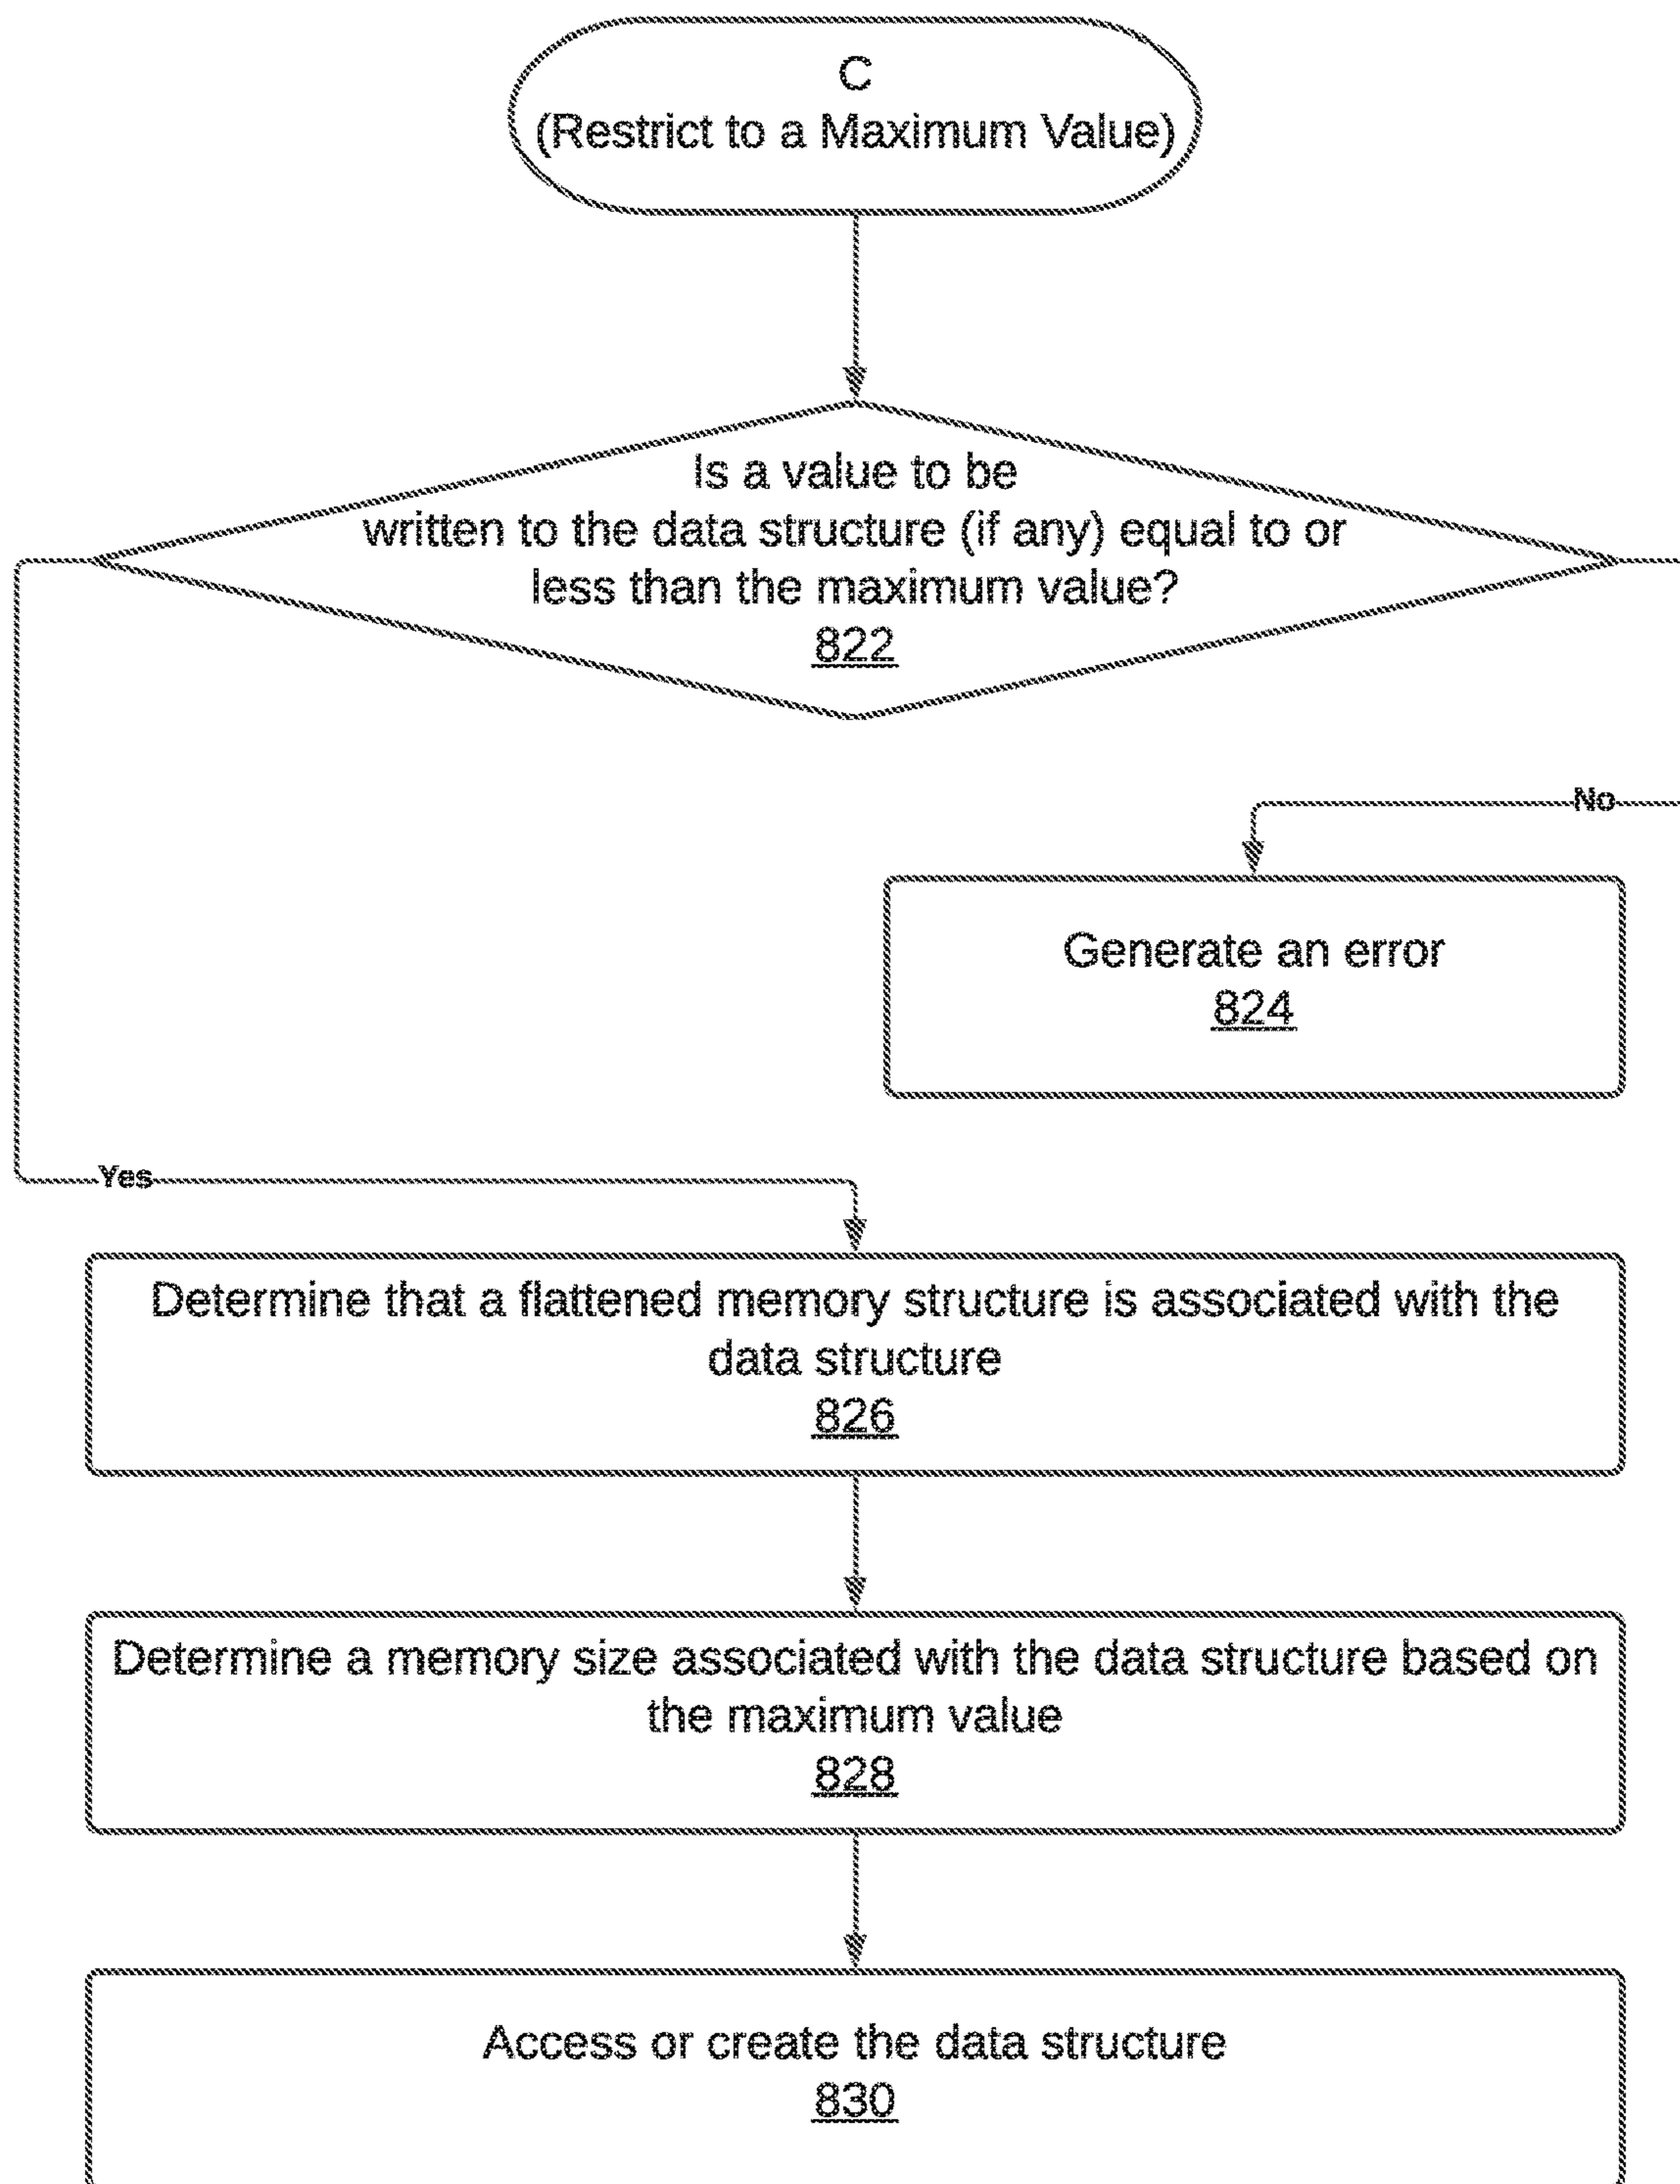 C
(Restrict to a Maximum Value)
Is a value to be
written to the data structure (if any) equal to or
less than the maximum value?
822
No
Generate an error
824
Yes
Determine that a flattened memory structure is associated with the
data structure
826
Determine a memory size associated with the data structure based on
the maximum value
828
Access or create the data structure
830